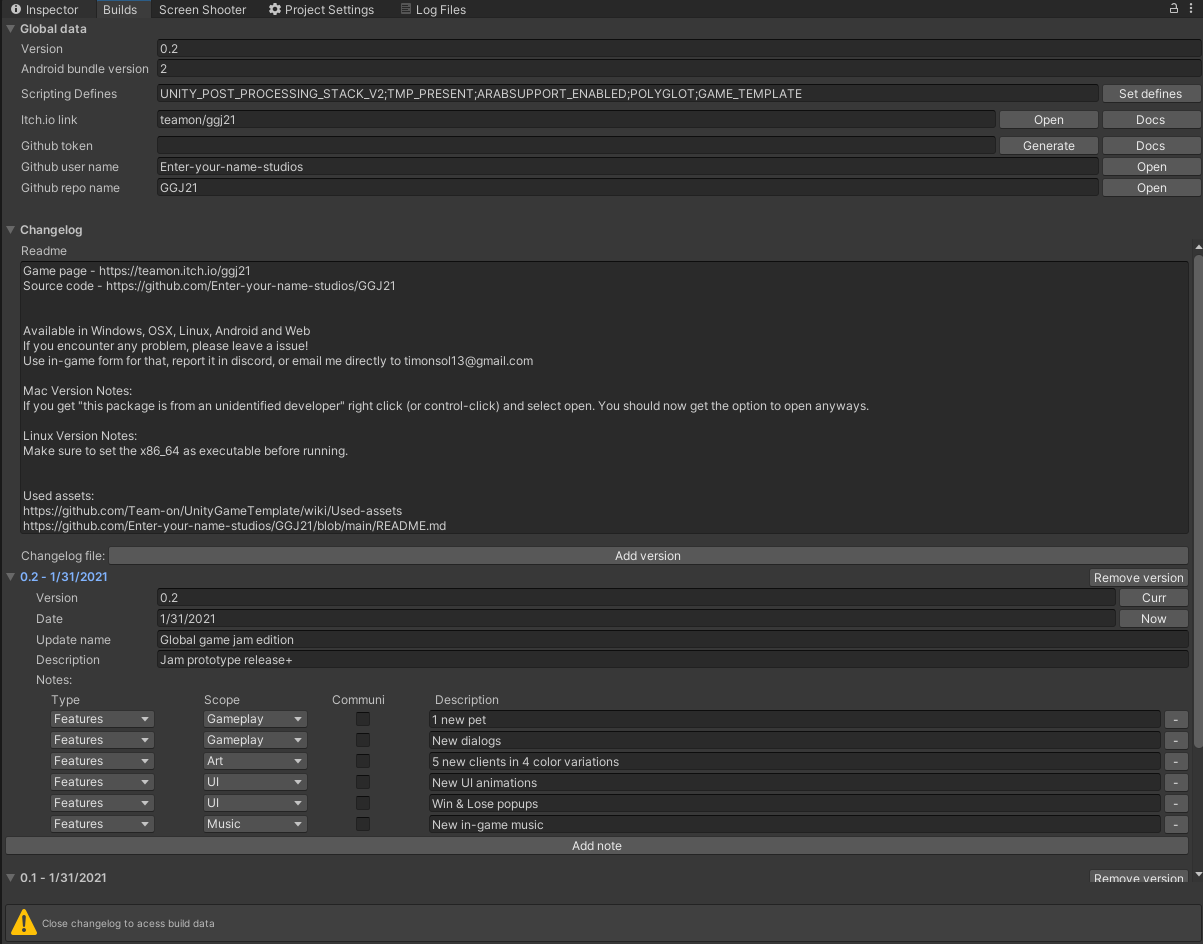 Inspector Builds Screen Shooter Project Settings Log Files
Global data
Version 0.2
Android bundle version 2
Scripting Defines UNITY_POST_PROCESSING_STACK_V2;TMP_PRESENT;ARABSUPPORT_ENABLED;POLYGLOT;GAME_TEMPLATE Set defines
Itch.io link teamon/ggj21 Open Docs
Github token Generate Docs
Github user name Enter-your-name-studios Open
Github repo name GGJ21 Open
Changelog
Readme
Game page - https://teamon.itch.io/ggj21
Source code - https://github.com/Enter-your-name-studios/GGJ21
Available in Windows, OSX, Linux, Android and Web
If you encounter any problem, please leave a issue!
Use in-game form for that, report it in discord, or email me directly to timonsol13@gmail.com
Mac Version Notes:
If you get "this package is from an unidentified developer" right click (or control-click) and select open. You should now get the option to open anyways.
Linux Version Notes:
Make sure to set the x86_64 as executable before running.
Used assets:
https://github.com/Team-on/UnityGameTemplate/wiki/Used-assets
https://github.com/Enter-your-name-studios/GGJ21/blob/main/README.md
Changelog file: Add version
0.2 - 1/31/2021 Remove version
Version 0.2 Curr
Date 1/31/2021 Now
Update name Global game jam edition
Description Jam prototype release+
Notes:
Type Scope Communi Description
Features Gameplay 1 new pet -
Features Gameplay New dialogs -
Features Art 5 new clients in 4 color variations -
Features UI New UI animations -
Features UI Win & Lose popups -
Features Music New in-game music -
Add note
0.1 - 1/31/2021 Remove version
Close changelog to acess build data